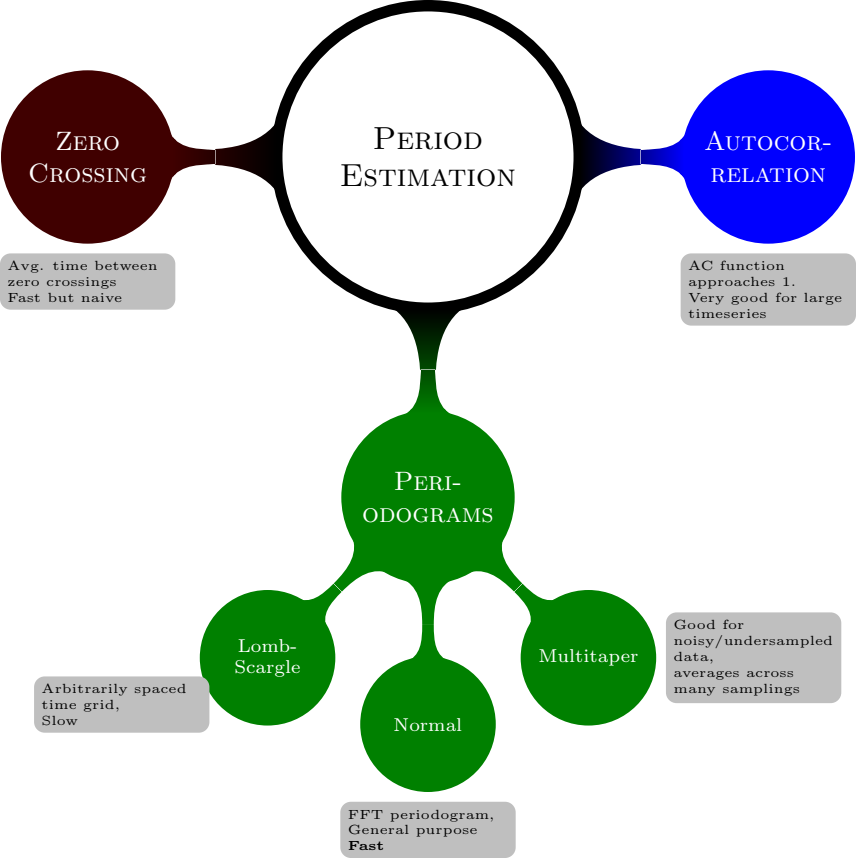 Period
Estimation
Zero
Crossing
Avg. time between
zero crossings
Fast but naive
Autocor-
relation
AC function
approaches 1.
Very good for large
timeseries
Peri-
odograms
Lomb-
Scargle
Arbitrarily spaced
time grid,
Slow
Normal
FFT periodogram,
General purpose
Fast
Multitaper
Good for
noisy/undersampled
data,
averages across
many samplings